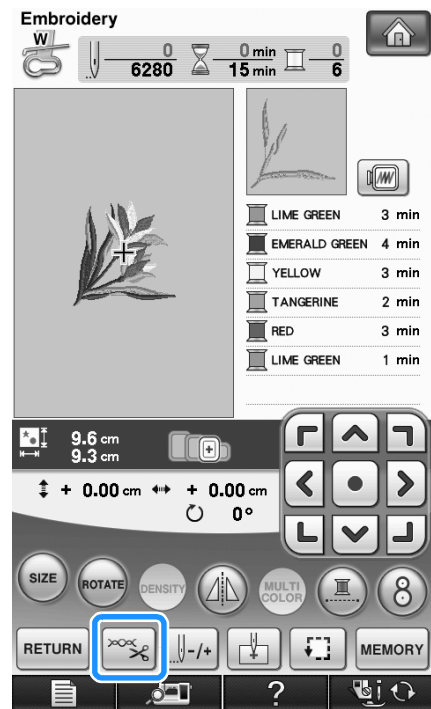 Embroidery
W
0 0 min 0
6280 15 min 6
LIME GREEN 3 min
EMERALD GREEN 4 min
YELLOW 3 min
TANGERINE 2 min
RED 3 min
LIME GREEN 1 min
9.6 cm
9.3 cm
+ 0.00 cm + 0.00 cm
0°
SIZE ROTATE DENSITY MULTI COLOR 8
RETURN -/+ MEMORY
?